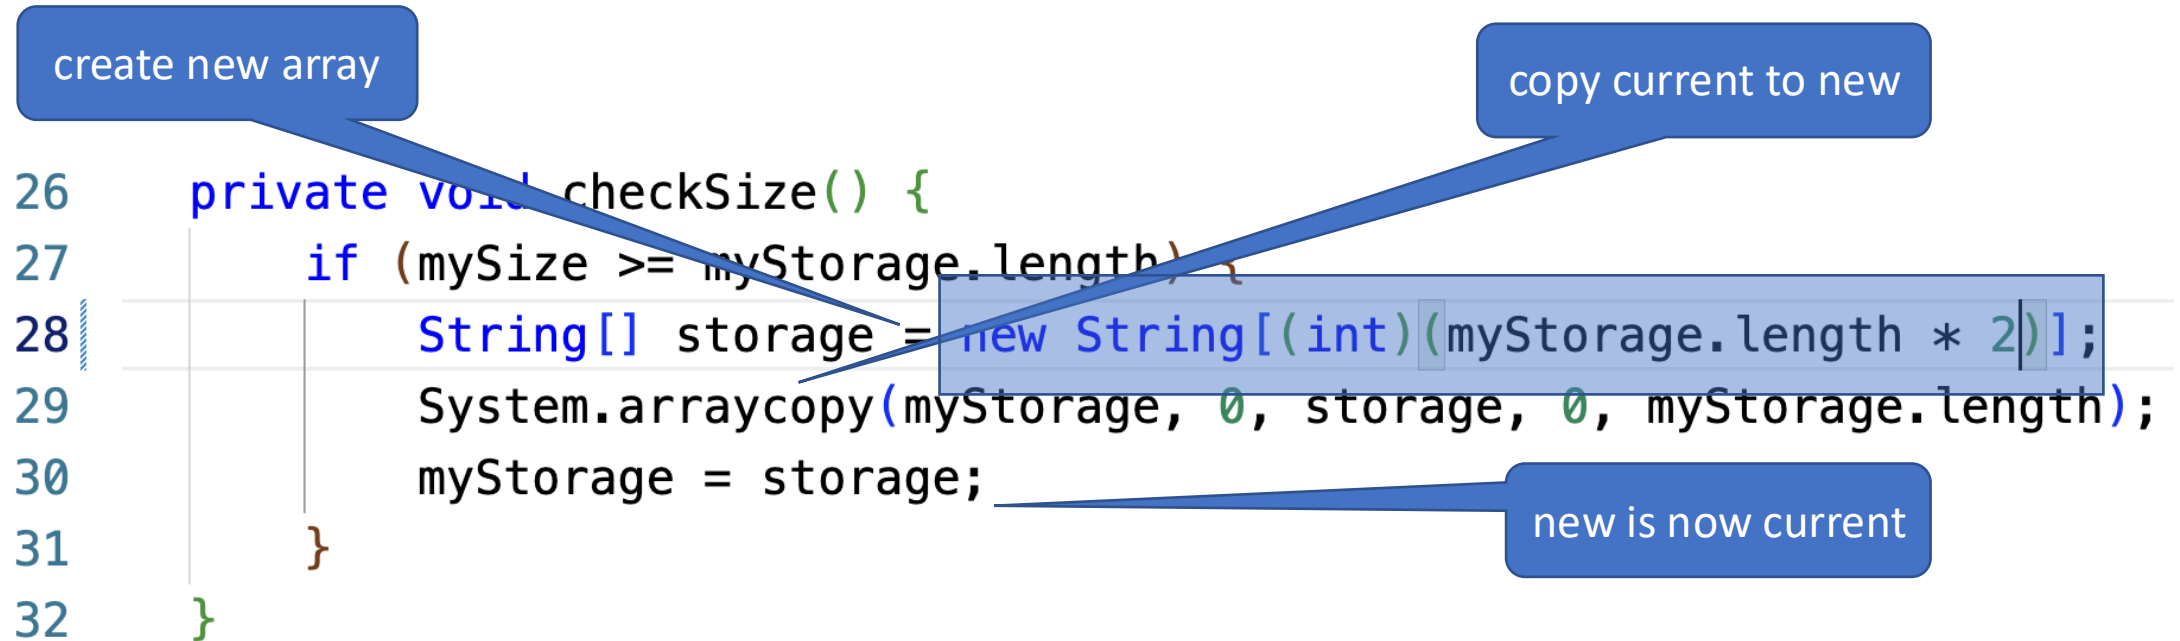 create new array
copy current to new
26 private void checkSize() {
27 if (mySize >= myStorage.length) {
28 String[] storage = new String[(int)(myStorage.length * 2)];
29 System.arraycopy(myStorage, 0, storage, 0, myStorage.length);
30 myStorage = storage;
new is now current
31 }
32 }